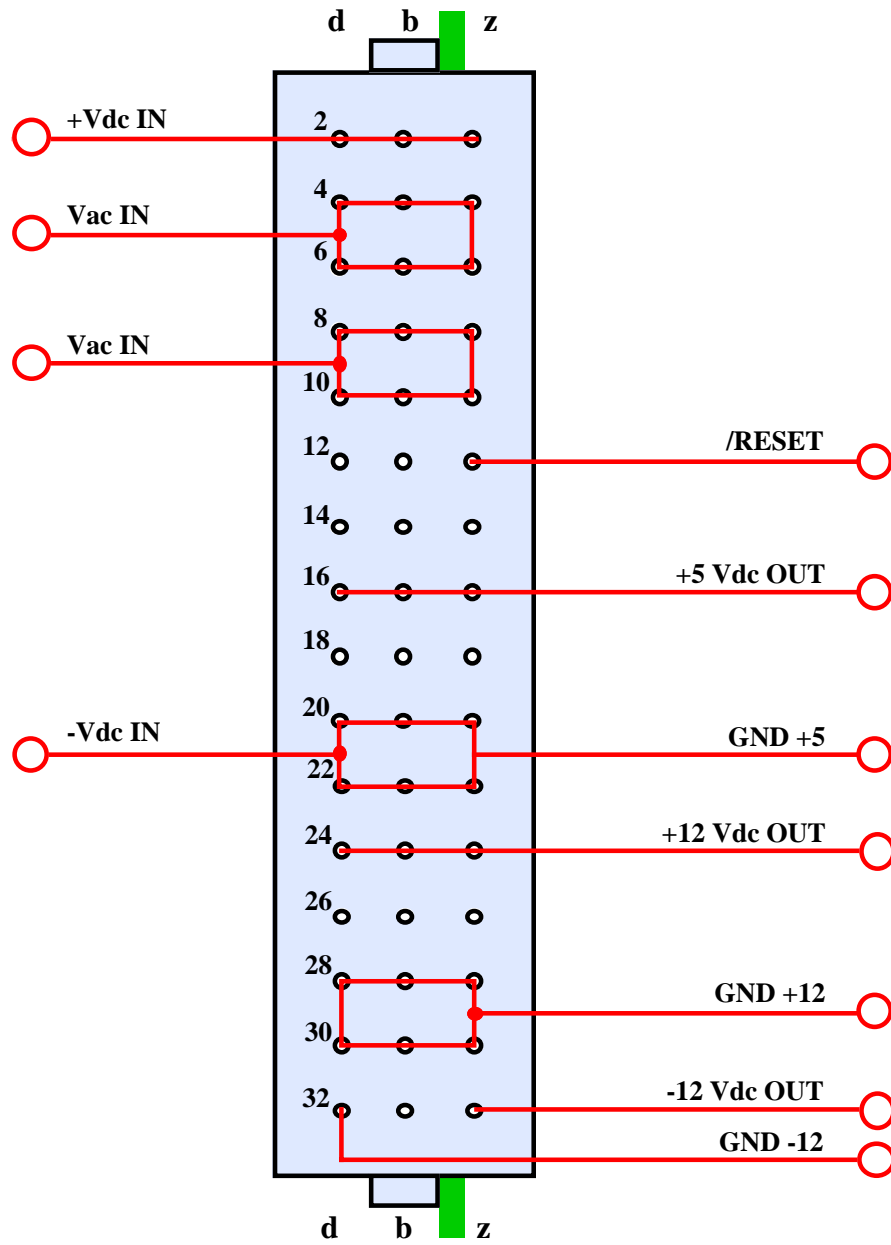 d b z
+Vdc IN 2
4
Vac IN
6
8
Vac IN
10
12 /RESET
14
16 +5 Vdc OUT
18
20
-Vdc IN GND +5
22
24 +12 Vdc OUT
26
28
GND +12
30
32 -12 Vdc OUT
GND -12
d b z